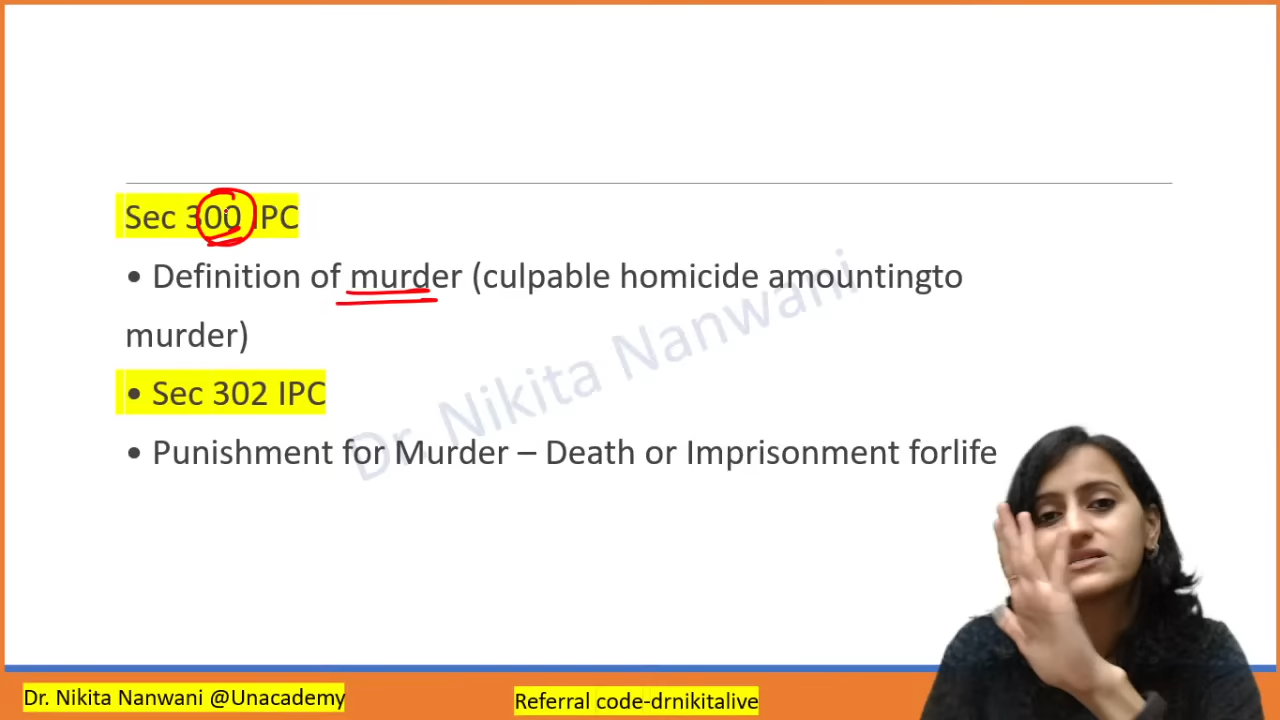 Sec 300 IPC
• Definition of murder (culpable homicide amountingto
murder)
• Sec 302 IPC
• Punishment for Murder – Death or Imprisonment forlife
Dr. Nikita Nanwani
Dr. Nikita Nanwani @Unacademy
Referral code-drnikitalive